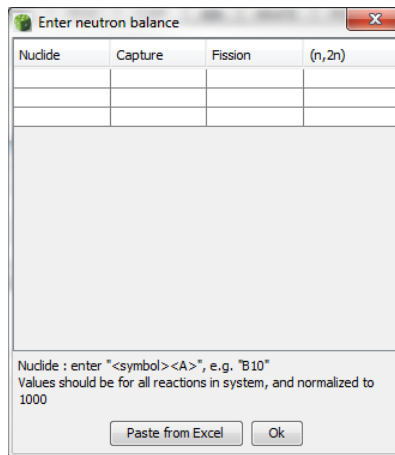 Enter neutron balance
Nuclide Capture Fission (n,2n)
Nuclide : enter "<symbol><A>", e.g. "B10"
Values should be for all reactions in system, and normalized to
1000
Paste from Excel Ok